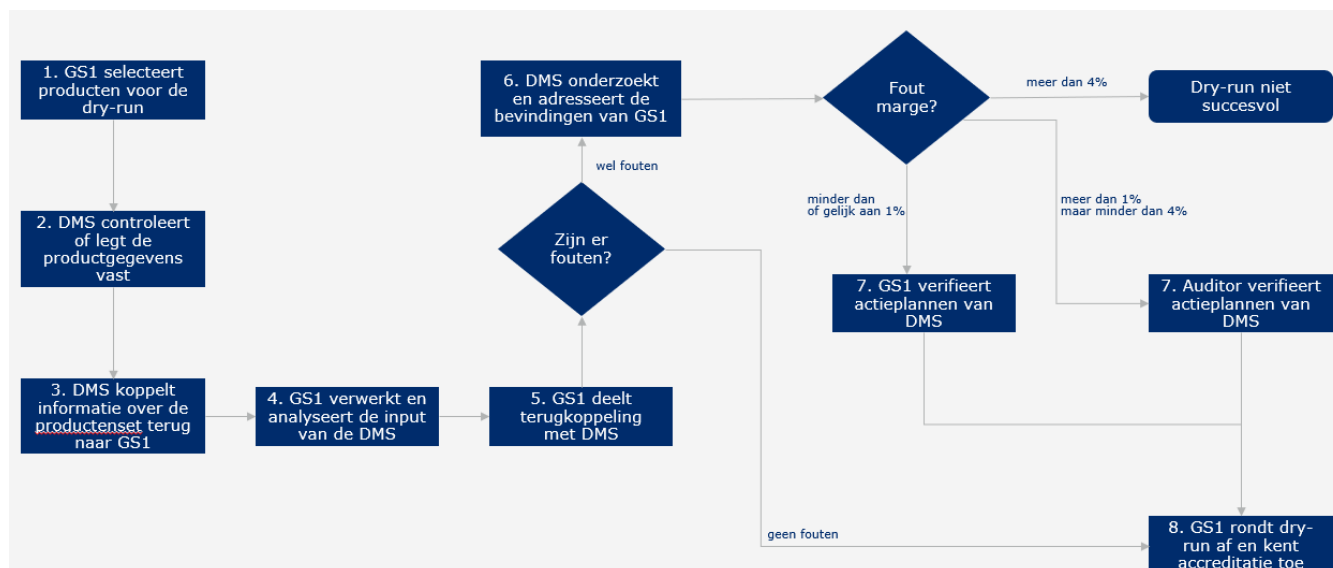 1. GS1 selecteert
producten voor de
dry-run
2. DMS controleert
of legt de
productgegevens
vast
3. DMS koppelt
informatie over de
productenset terug
naar GS1
4. GS1 verwerkt en
analyseert de input
van de DMS
5. GS1 deelt
terugkoppeling
met DMS
Zijn er
fouten?
wel fouten
geen fouten
6. DMS onderzoekt
en adresseert de
bevindingen van GS1
Fout
marge?
meer dan 4%
Dry-run niet
succesvol
minder dan
of gelijk aan 1%
meer dan 1%
maar minder dan 4%
7. GS1 verifieert
actieplannen van
DMS
7. Auditor verifieert
actieplannen van
DMS
8. GS1 rondt dry-
run af en kent
accreditatie toe